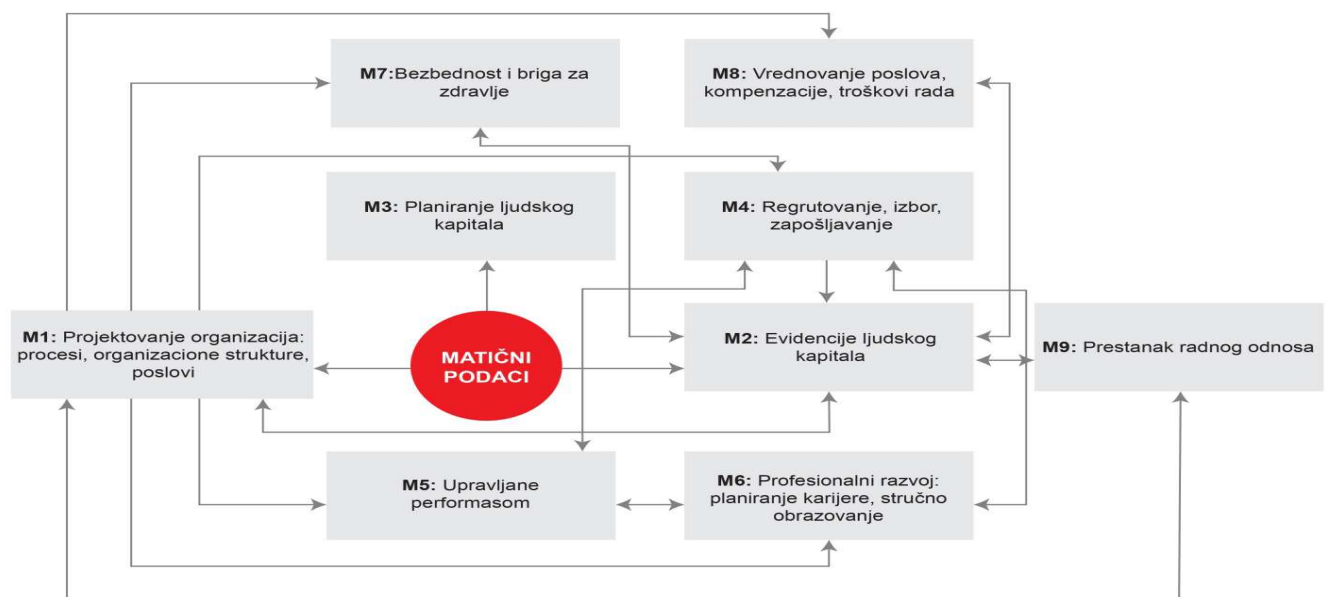 M7:Bezbednost i briga za
zdravlje
M8: Vrednovanje poslova,
kompenzacije, troškovi rada
M3: Planiranje ljudskog
kapitala
M4: Regrutovanje, izbor,
zapošljavanje
M1: Projektovanje organizacija:
procesi, organizacione strukture,
poslovi
MATIČNI
PODACI
M2: Evidencije ljudskog
kapitala
M9: Prestanak radnog odnosa
M5: Upravljane
performasom
M6: Profesionalni razvoj:
planiranje karijere, stručno
obrazovanje